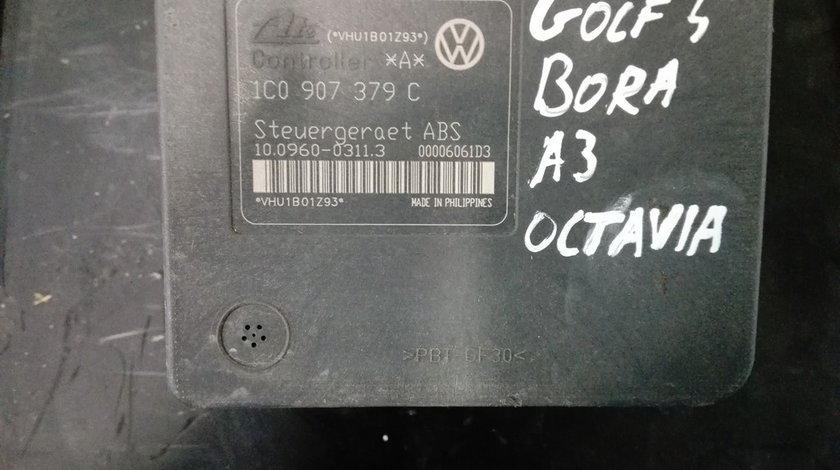 Ate (*VHU1B01Z93*)
Controller *A*
1C0 907 379 C
Steuergeraet ABS
10.0960-0311.3 00006061D3
*VHU1B01Z93* MADE IN PHILIPPINES
GOLF 4
BORA
A3
OCTAVIA
>PBT-GF30<